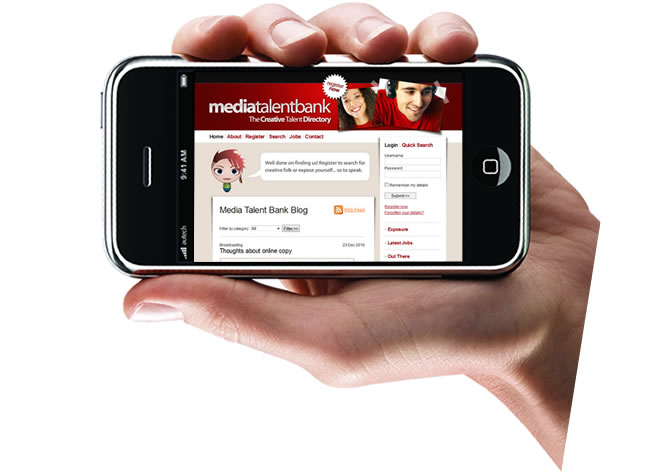 9:41 AM
autech
register
now
mediatalentbank
The Creative Talent Directory
Home About Register Search Jobs Contact
Well done on finding us! Register to search for
creative folk or expose yourself... so to speak.
Media Talent Bank Blog
RSS Feed
Filter by category: All Filter >>
Broadcasting 23 Dec 2010
Thoughts about online copy
Login Quick Search
Username
Password
Remember my details
Submit >>
Register now
Forgotten your details?
- Exposure
- Latest Jobs
- Out There